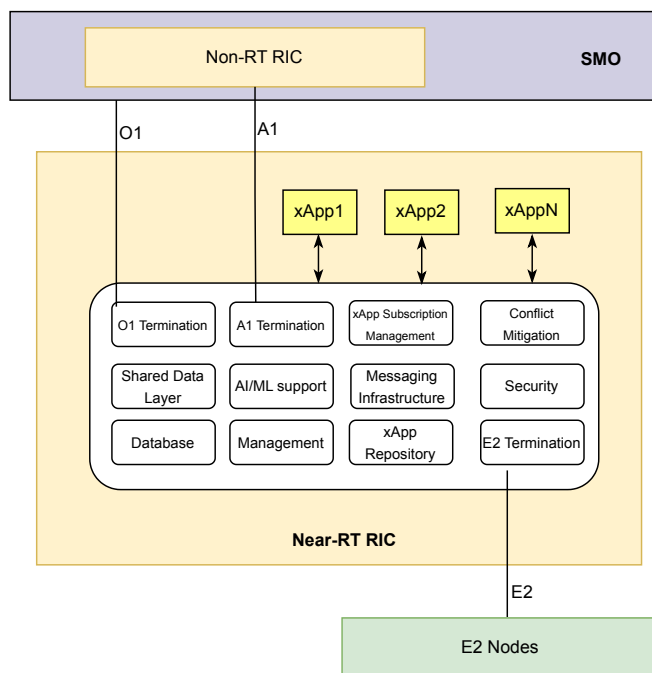 Non-RT RIC
SMO
O1
A1
xApp1
xApp2
xAppN
O1 Termination
A1 Termination
xApp Subscription
Management
Conflict
Mitigation
Shared Data
Layer
AI/ML support
Messaging
Infrastructure
Security
Database
Management
xApp
Repository
E2 Termination
Near-RT RIC
E2
E2 Nodes